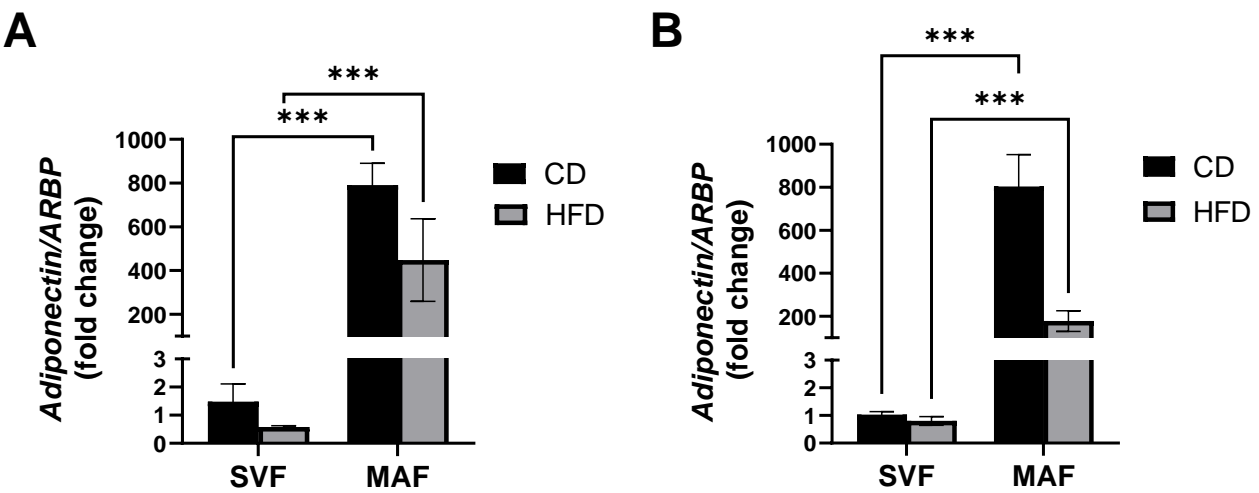 A
***
***
Adiponectin/ARBP
(fold change)
1000
800
600
400
200
3
2
1
0
SVF
MAF
CD
HFD
B
***
***
Adiponectin/ARBP
(fold change)
1000
800
600
400
200
3
2
1
0
SVF
MAF
CD
HFD